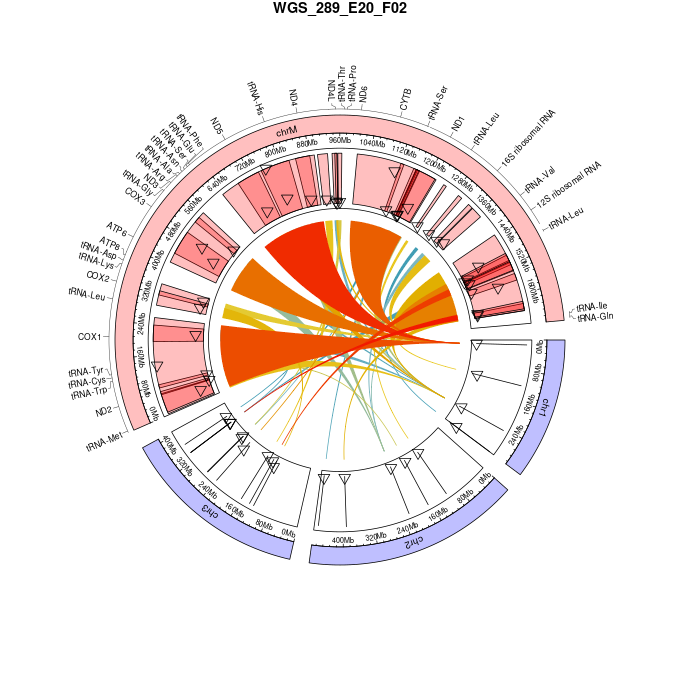 WGS_289_E20_F02
tRNA-Met
ND2
tRNA-Trp
tRNA-Cys
tRNA-Tyr
COX1
tRNA-Leu
COX2
tRNA-Lys
tRNA-Asp
ATP8
ATP6
COX3
tRNA-Gly
ND3
tRNA-Arg
tRNA-Ala
tRNA-Asn
tRNA-Ser
tRNA-Glu
tRNA-Phe
ND5
tRNA-His
ND4
ND4L
tRNA-Thr
tRNA-Pro
ND6
CYTB
tRNA-Ser
ND1
tRNA-Leu
16S ribosomal RNA
tRNA-Val
12S ribosomal RNA
tRNA-Leu
tRNA-Ile
tRNA-Gln
chrM
0Mb
80Mb
160Mb
240Mb
320Mb
400Mb
480Mb
560Mb
640Mb
720Mb
800Mb
880Mb
960Mb
1040Mb
1120Mb
1200Mb
1280Mb
1360Mb
1440Mb
1520Mb
1600Mb
chr1
0Mb
80Mb
160Mb
240Mb
chr2
0Mb
80Mb
160Mb
240Mb
320Mb
400Mb
chr3
0Mb
80Mb
160Mb
240Mb
320Mb
400Mb